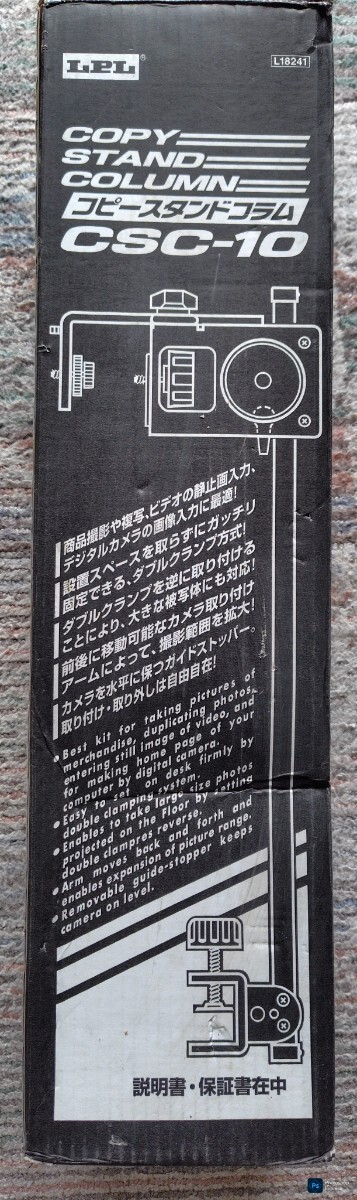 LPL®
L18241
COPY
STAND
COLUMN
コピースタンドコラム
CSC-10
商品撮影や複写、ビデオの静止画入力、
デジタルカメラの画像入力に最適!
設置スペースを取らずにガッチリ
固定できる、ダブルクランプ方式!
ダブルクランプを逆に取り付ける
ことにより、大きな被写体にも対応!
前後に移動可能なカメラ取り付け
アームによって、撮影範囲を拡大!
カメラを水平に保つガイドストッパー。
取り付け・取り外しは自由自在!
● Best kit for taking pictures of
merchandise, duplicating photos,
entering still image of video, and
for making home page of your
computer by digital camera.
● Easy to set on desk firmly by
double clamping system.
● Enables to take large size photos
projected on the Floor by setting
double clampes reverse.
● Arm moves back and forth and
enables expansion of picture range.
● Removable guide-stopper keeps
camera on level.
説明書・保証書在中
Ps